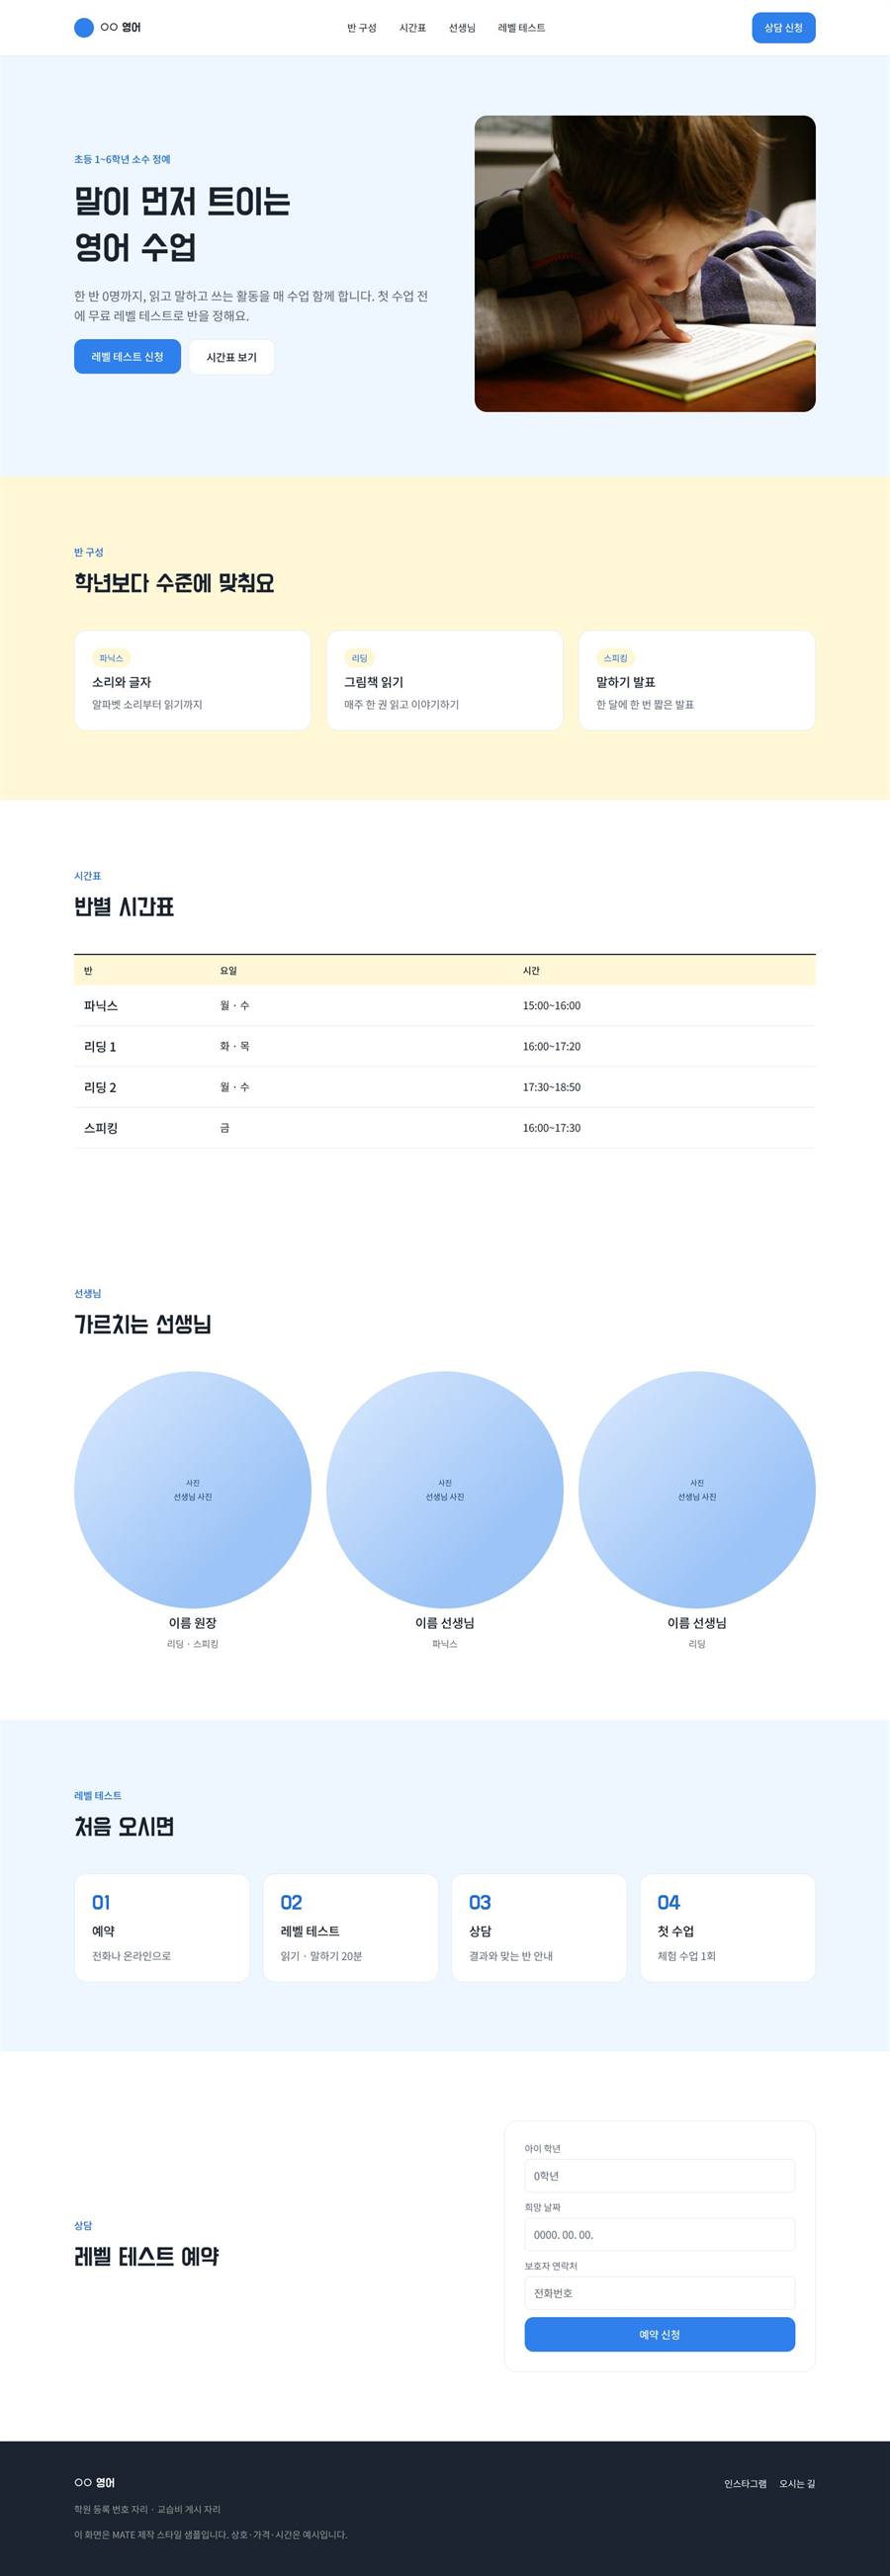 ○○ 영어
반 구성
시간표
선생님
레벨 테스트
상담 신청
초등 1~6학년 소수 정예
말이 먼저 트이는
영어 수업
한 반 0명까지, 읽고 말하고 쓰는 활동을 매 수업 함께 합니다. 첫 수업 전
에 무료 레벨 테스트로 반을 정해요.
레벨 테스트 신청
시간표 보기
반 구성
학년보다 수준에 맞춰요
파닉스
소리와 글자
알파벳 소리부터 읽기까지
리딩
그림책 읽기
매주 한 권 읽고 이야기하기
스피킹
말하기 발표
한 달에 한 번 짧은 발표
시간표
반별 시간표
반 요일 시간
파닉스 월 · 수 15:00~16:00
리딩 1 화 · 목 16:00~17:20
리딩 2 월 · 수 17:30~18:50
스피킹 금 16:00~17:30
선생님
가르치는 선생님
사진
선생님 사진
이름 원장
리딩 · 스피킹
사진
선생님 사진
이름 선생님
파닉스
사진
선생님 사진
이름 선생님
리딩
레벨 테스트
처음 오시면
01
예약
전화나 온라인으로
02
레벨 테스트
읽기 · 말하기 20분
03
상담
결과와 맞는 반 안내
04
첫 수업
체험 수업 1회
상담
레벨 테스트 예약
아이 학년
0학년
희망 날짜
0000. 00. 00.
보호자 연락처
전화번호
예약 신청
○○ 영어
학원 등록 번호 자리 · 교습비 게시 자리
이 화면은 MATE 제작 스타일 샘플입니다. 상호·가격·시간은 예시입니다.
인스타그램
오시는 길